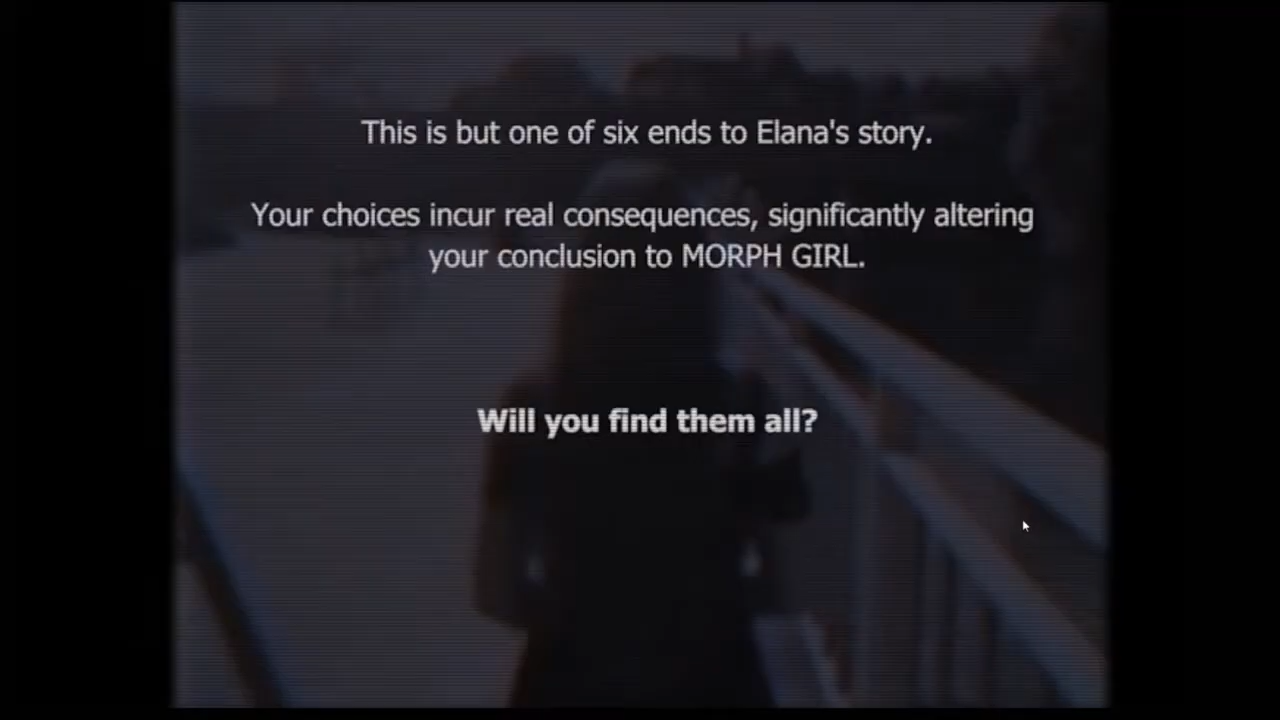 This is but one of six ends to Elana's story.
Your choices incur real consequences, significantly altering
your conclusion to MORPH GIRL.
Will you find them all?